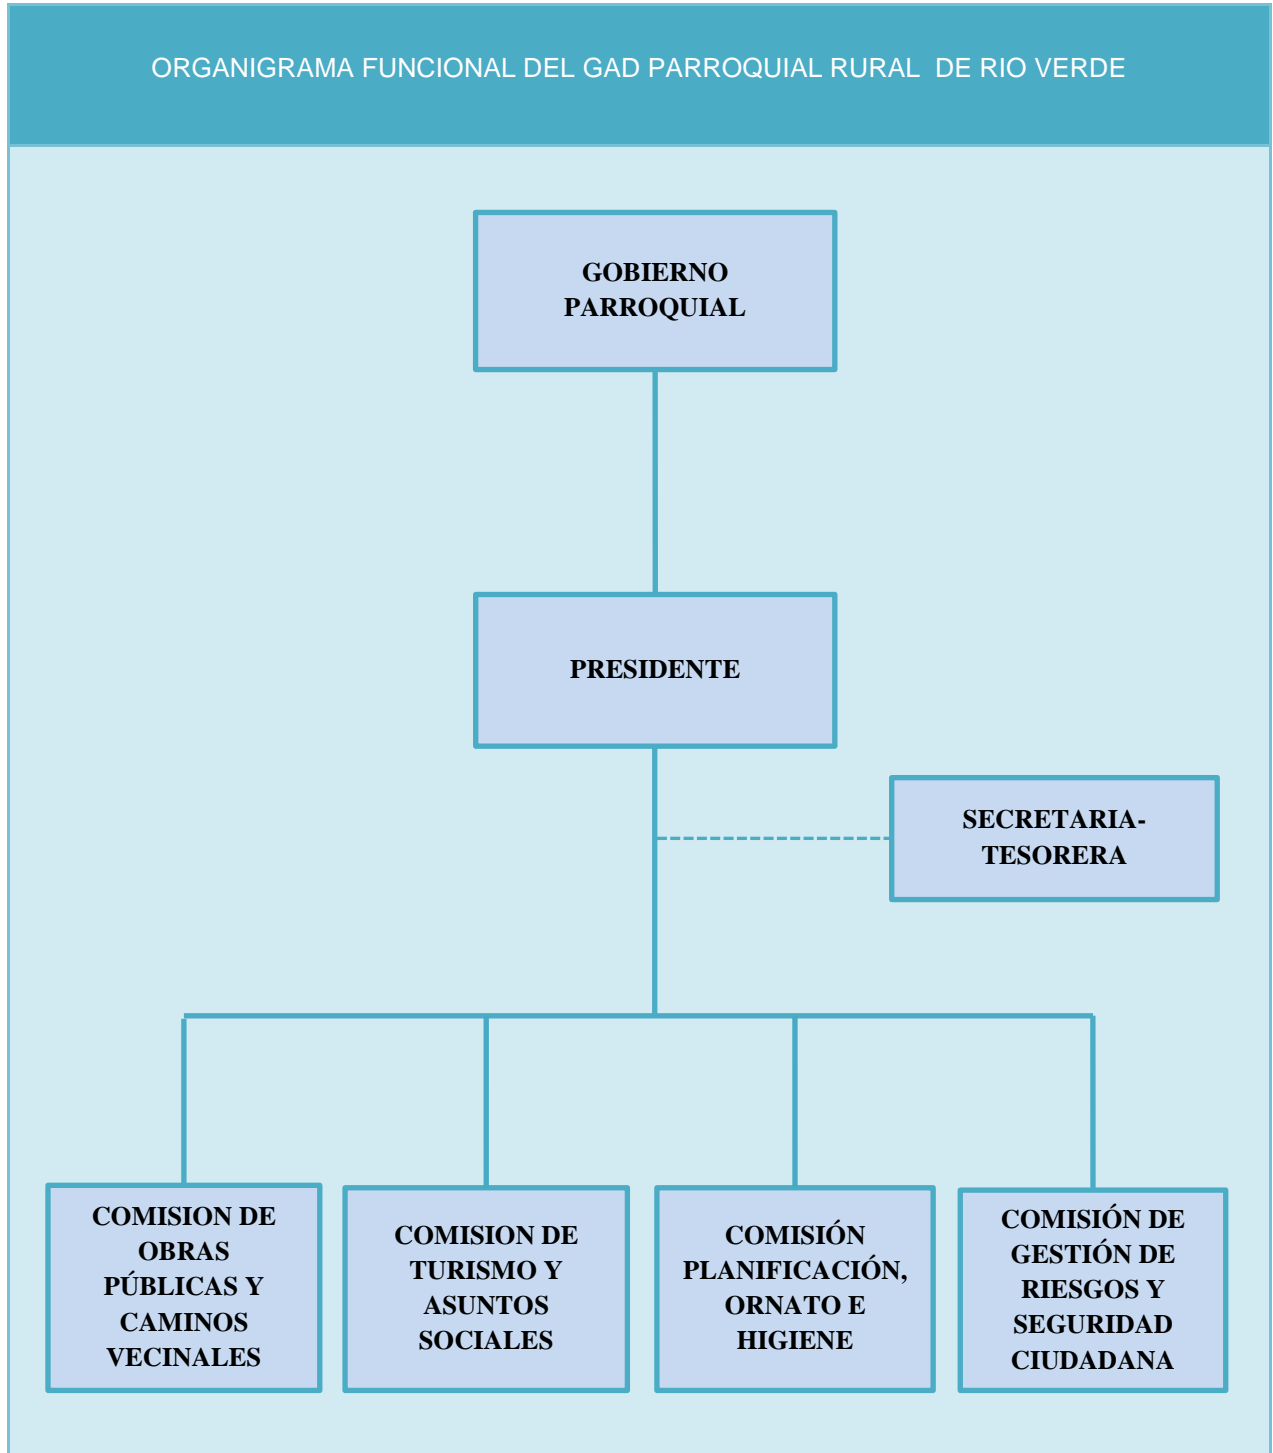 ORGANIGRAMA FUNCIONAL DEL GAD PARROQUIAL RURAL DE RIO VERDE
GOBIERNO
PARROQUIAL
PRESIDENTE
SECRETARIA-
TESORERA
COMISION DE
OBRAS
PÚBLICAS Y
CAMINOS
VECINALES
COMISION DE
TURISMO Y
ASUNTOS
SOCIALES
COMISIÓN
PLANIFICACIÓN,
ORNATO E
HIGIENE
COMISIÓN DE
GESTIÓN DE
RIESGOS Y
SEGURIDAD
CIUDADANA